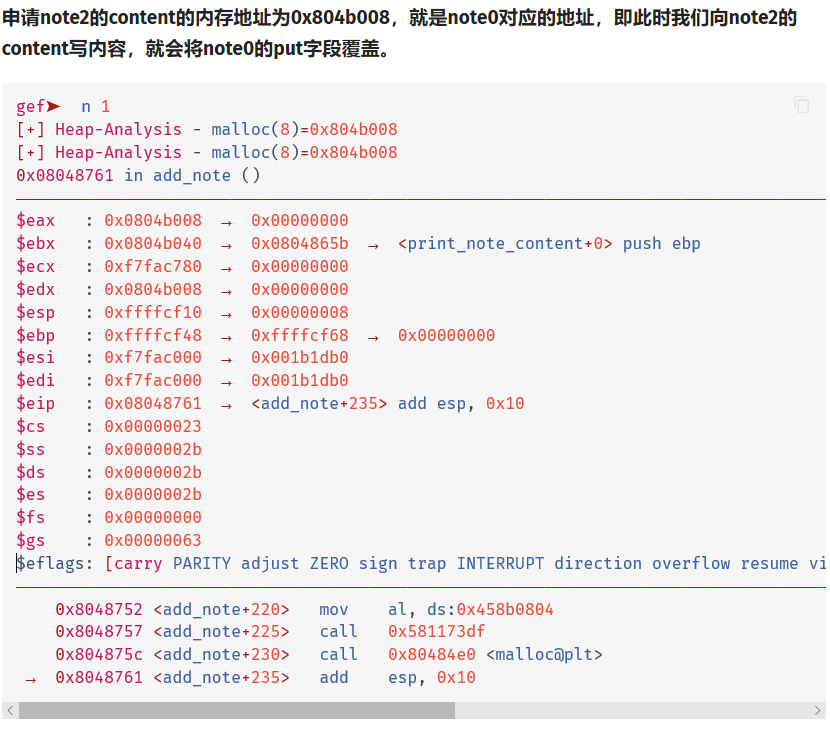 申请note2的content的内存地址为0x804b008，就是note0对应的地址，即此时我们向note2的
content写内容，就会将note0的put字段覆盖。
gef➤  n 1
[+] Heap-Analysis - malloc(8)=0x804b008
[+] Heap-Analysis - malloc(8)=0x804b008
0x08048761 in add_note ()
$eax   : 0x0804b008  →  0x00000000
$ebx   : 0x0804b040  →  0x0804865b  →  <print_note_content+0> push ebp
$ecx   : 0xf7fac780  →  0x00000000
$edx   : 0x0804b008  →  0x00000000
$esp   : 0xffffcf10  →  0x00000008
$ebp   : 0xffffcf48  →  0xffffcf68  →  0x00000000
$esi   : 0xf7fac000  →  0x001b1db0
$edi   : 0xf7fac000  →  0x001b1db0
$eip   : 0x08048761  →  <add_note+235> add esp, 0x10
$cs    : 0x00000023
$ss    : 0x0000002b
$ds    : 0x0000002b
$es    : 0x0000002b
$fs    : 0x00000000
$gs    : 0x00000063
$eflags: [carry PARITY adjust ZERO sign trap INTERRUPT direction overflow resume vi
0x8048752 <add_note+220>   mov    al, ds:0x458b0804
0x8048757 <add_note+225>   call   0x581173df
0x804875c <add_note+230>   call   0x80484e0 <malloc@plt>
→  0x8048761 <add_note+235>   add    esp, 0x10